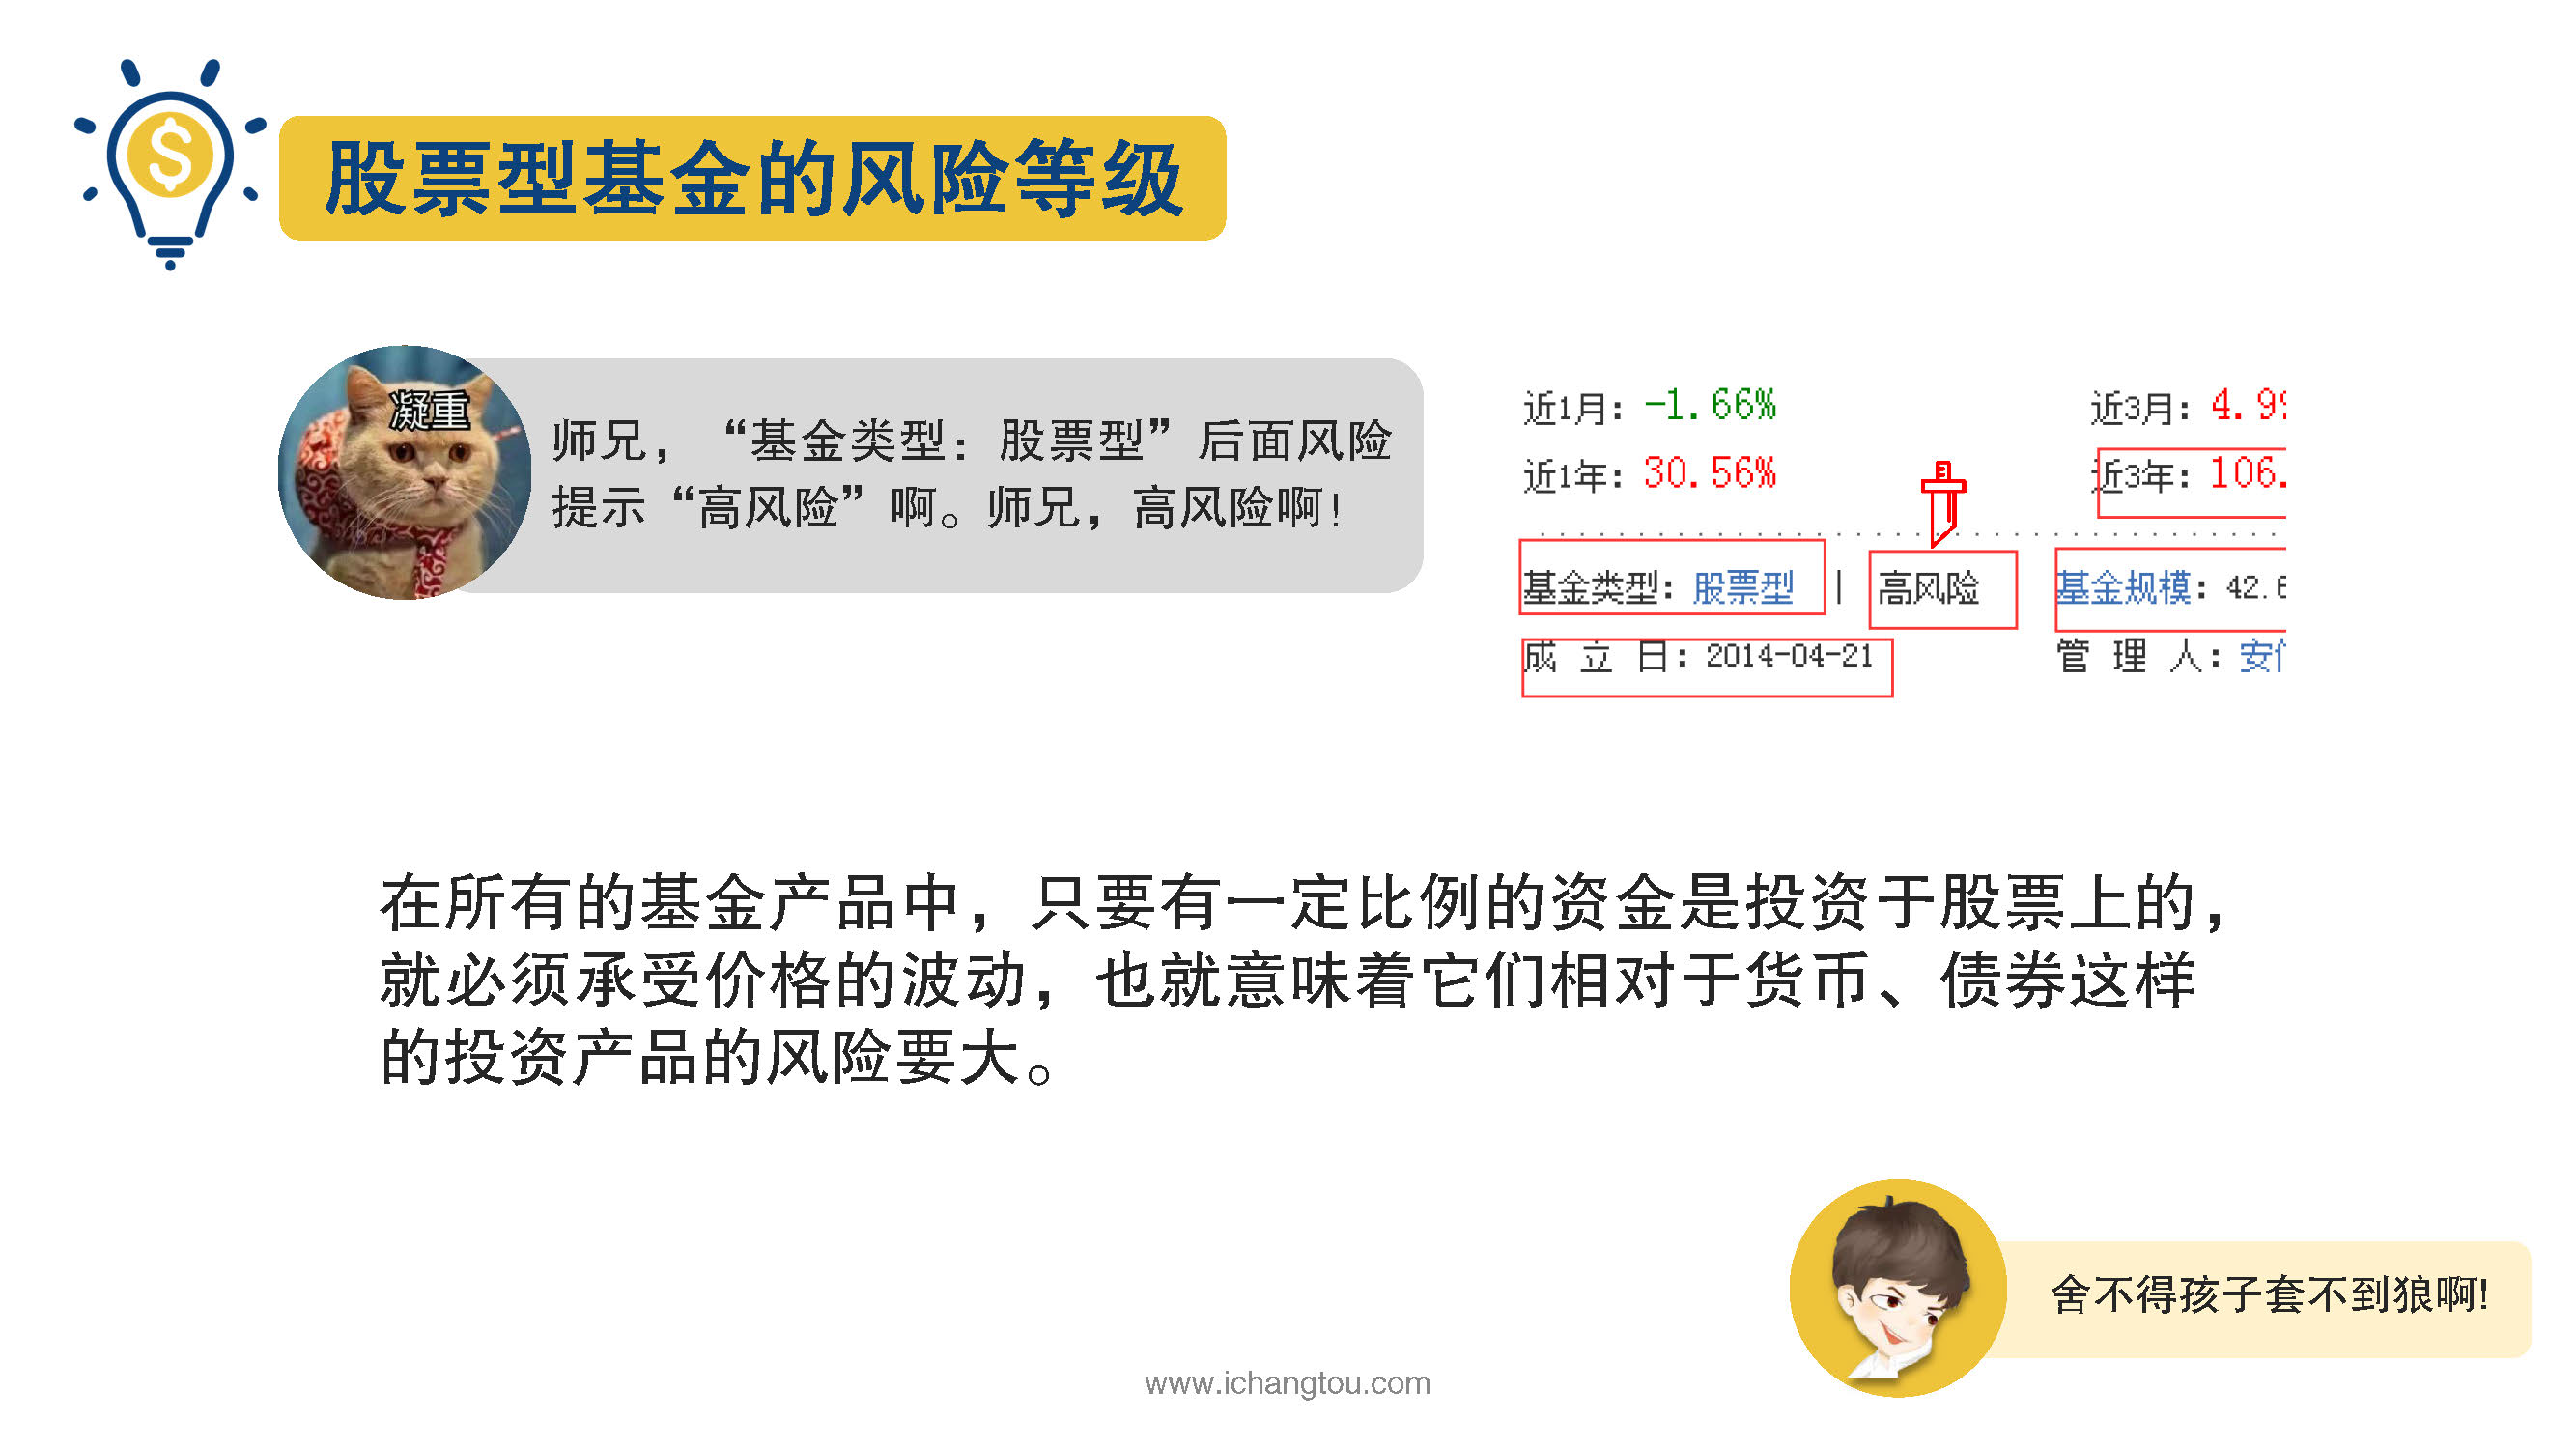 股票型基金的风险等级
凝重
师兄，“基金类型：股票型”后面风险
提示“高风险”啊。师兄，高风险啊！
近1月：-1.66%
近3月：4.9
近1年：30.56%
近3年：106.
基金类型：股票型 | 高风险
基金规模：42.6
成 立 日：2014-04-21
管 理 人：安
在所有的基金产品中，只要有一定比例的资金是投资于股票上的，
就必须承受价格的波动，也就意味着它们相对于货币、债券这样
的投资产品的风险要大。
舍不得孩子套不到狼啊!
www.ichangtou.com